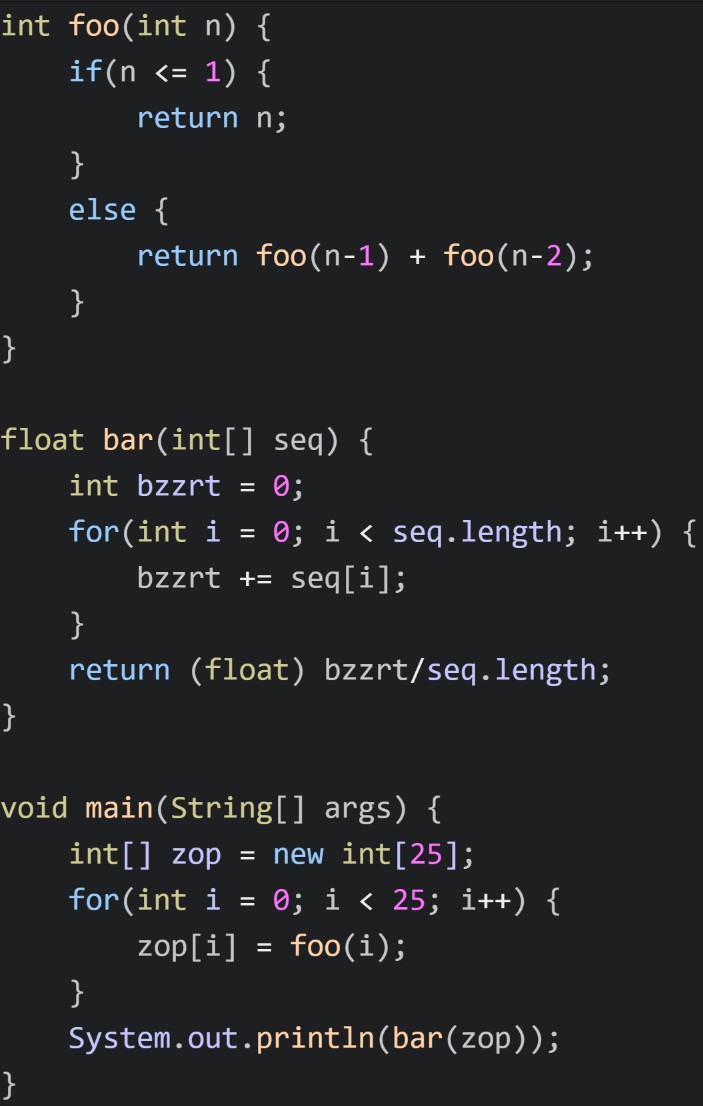 int foo(int n) {
    if(n <= 1) {
        return n;
    }
    else {
        return foo(n-1) + foo(n-2);
    }
}

float bar(int[] seq) {
    int bzzrt = 0;
    for(int i = 0; i < seq.length; i++) {
        bzzrt += seq[i];
    }
    return (float) bzzrt/seq.length;
}

void main(String[] args) {
    int[] zop = new int[25];
    for(int i = 0; i < 25; i++) {
        zop[i] = foo(i);
    }
    System.out.println(bar(zop));
}